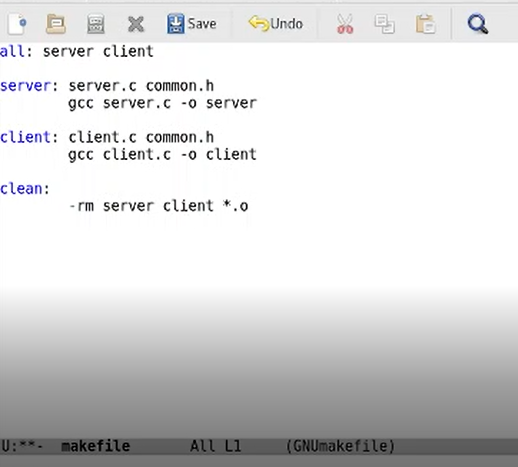 Save Undo
all: server client
server: server.c common.h
gcc server.c -o server
client: client.c common.h
gcc client.c -o client
clean:
-rm server client *.o
U:**- makefile All L1 (GNUmakefile)